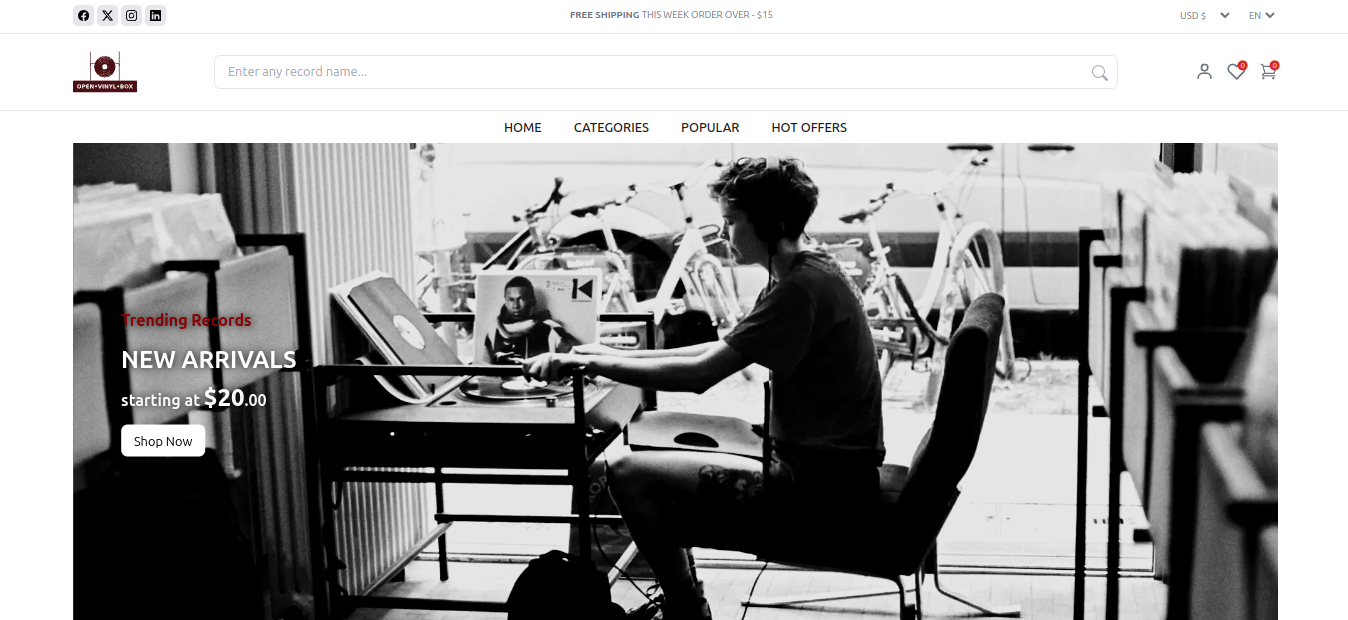 FREE SHIPPING THIS WEEK ORDER OVER - $15
USD $
EN
OPEN•VINYL•BOX
Enter any record name...
0
0
HOME
CATEGORIES
POPULAR
HOT OFFERS
Trending Records
NEW ARRIVALS
starting at $20.00
Shop Now